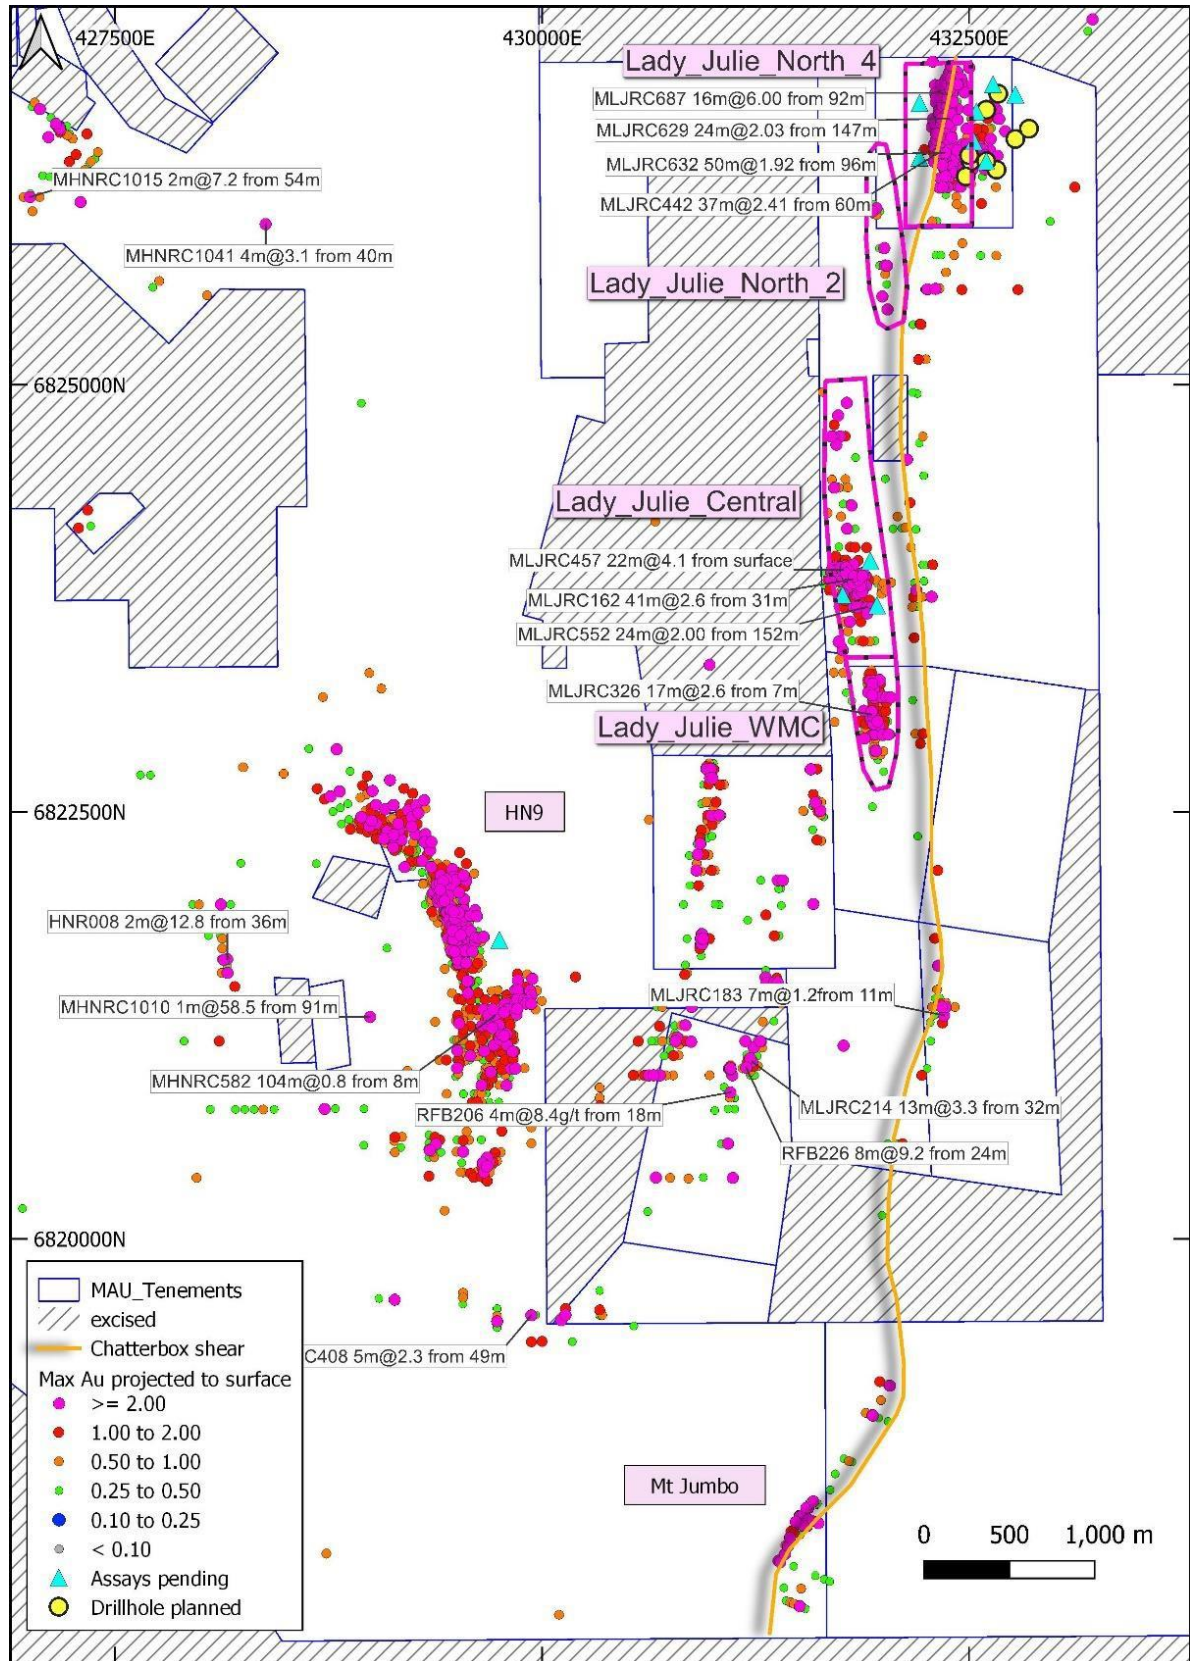 427500E
430000E
432500E
Lady_Julie_North_4
MLJRC687 16m@6.00 from 92m
MLJRC629 24m@2.03 from 147m
MLJRC632 50m@1.92 from 96m
MHNRC1015 2m@7.2 from 54m
MLJRC442 37m@2.41 from 60m
MHNRC1041 4m@3.1 from 40m
Lady_Julie_North_2
6825000N
Lady_Julie_Central
MLJRC457 22m@4.1 from surface
MLJRC162 41m@2.6 from 31m
MLJRC552 24m@2.00 from 152m
MLJRC326 17m@2.6 from 7m
Lady_Julie_WMC
6822500N
HN9
HNR008 2m@12.8 from 36m
MLJRC183 7m@1.2from 11m
MHNRC1010 1m@58.5 from 91m
MHNRC582 104m@0.8 from 8m
RFB206 4m@8.4g/t from 18m
MLJRC214 13m@3.3 from 32m
RFB226 8m@9.2 from 24m
6820000N
MAU_Tenements
excised
Chatterbox shear
C408 5m@2.3 from 49m
Max Au projected to surface
>= 2.00
1.00 to 2.00
0.50 to 1.00
0.25 to 0.50
0.10 to 0.25
< 0.10
Assays pending
Drillhole planned
Mt Jumbo
0 500 1,000 m